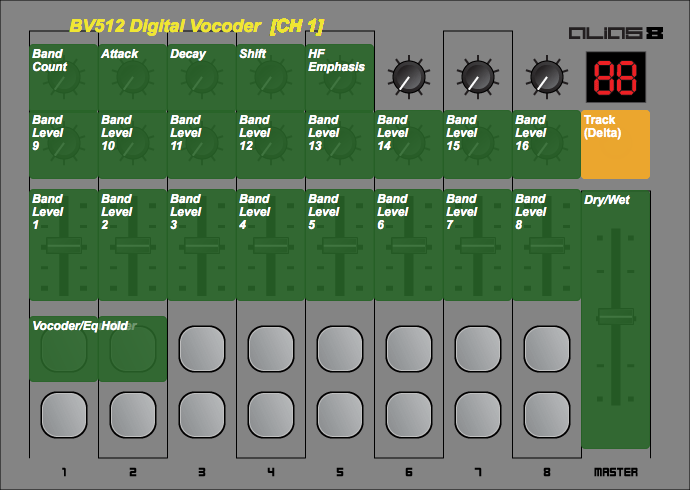 BV512 Digital Vocoder [CH 1]
alias 8
Band Count
Attack
Decay
Shift
HF Emphasis
88
Band Level 9
Band Level 10
Band Level 11
Band Level 12
Band Level 13
Band Level 14
Band Level 15
Band Level 16
Track (Delta)
Band Level 1
Band Level 2
Band Level 3
Band Level 4
Band Level 5
Band Level 6
Band Level 7
Band Level 8
Dry/Wet
Hold
1 2 3 4 5 6 7 8 MASTER